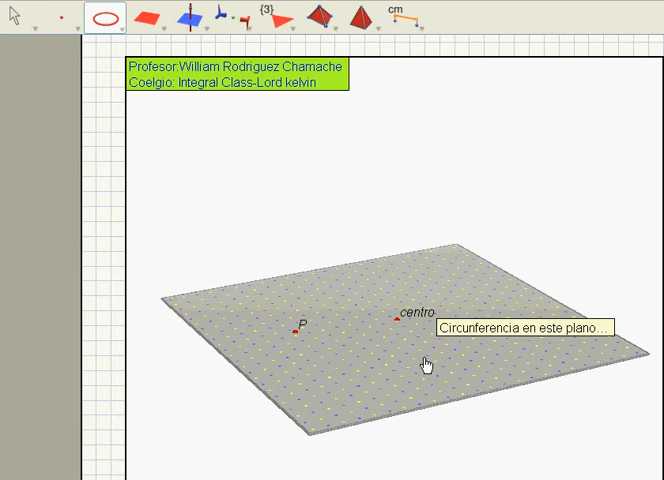 {3}
cm
Profesor:William Rodriguez Chamache
Coelgio: Integral Class-Lord kelvin
centro
P
Circunferencia en este plano...